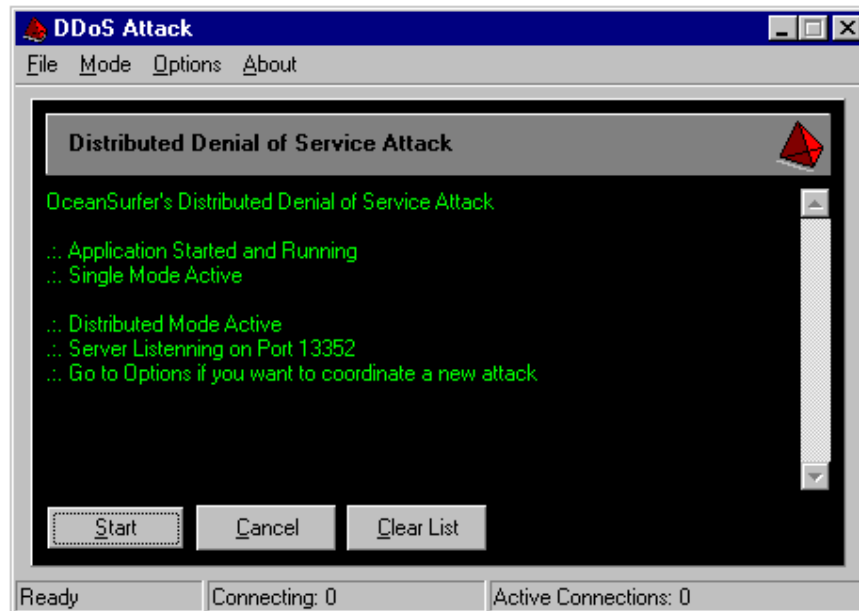 DDoS Attack
File Mode Options About
Distributed Denial of Service Attack
OceanSurfer's Distributed Denial of Service Attack
.:. Application Started and Running
.:. Single Mode Active
.:. Distributed Mode Active
.:. Server Listenning on Port 13352
.:. Go to Options if you want to coordinate a new attack
Start Cancel Clear List
Ready Connecting: 0 Active Connections: 0